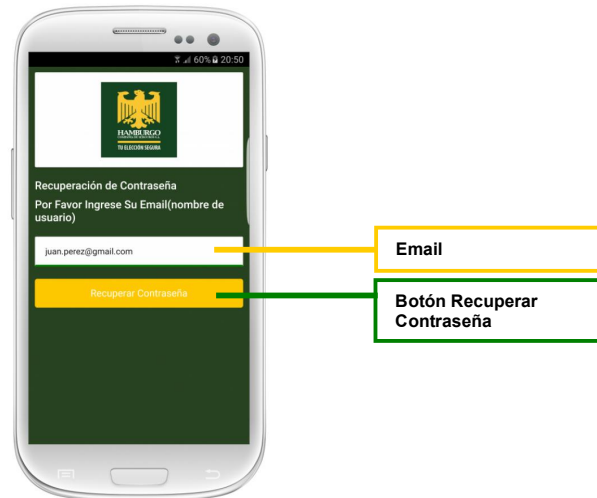 60% 20:50
HAMBURGO
TU ELECCIÓN SEGURA
Recuperación de Contraseña
Por Favor Ingrese Su Email(nombre de
usuario)
juan.perez@gmail.com
Email
Recuperar Contraseña
Botón Recuperar
Contraseña